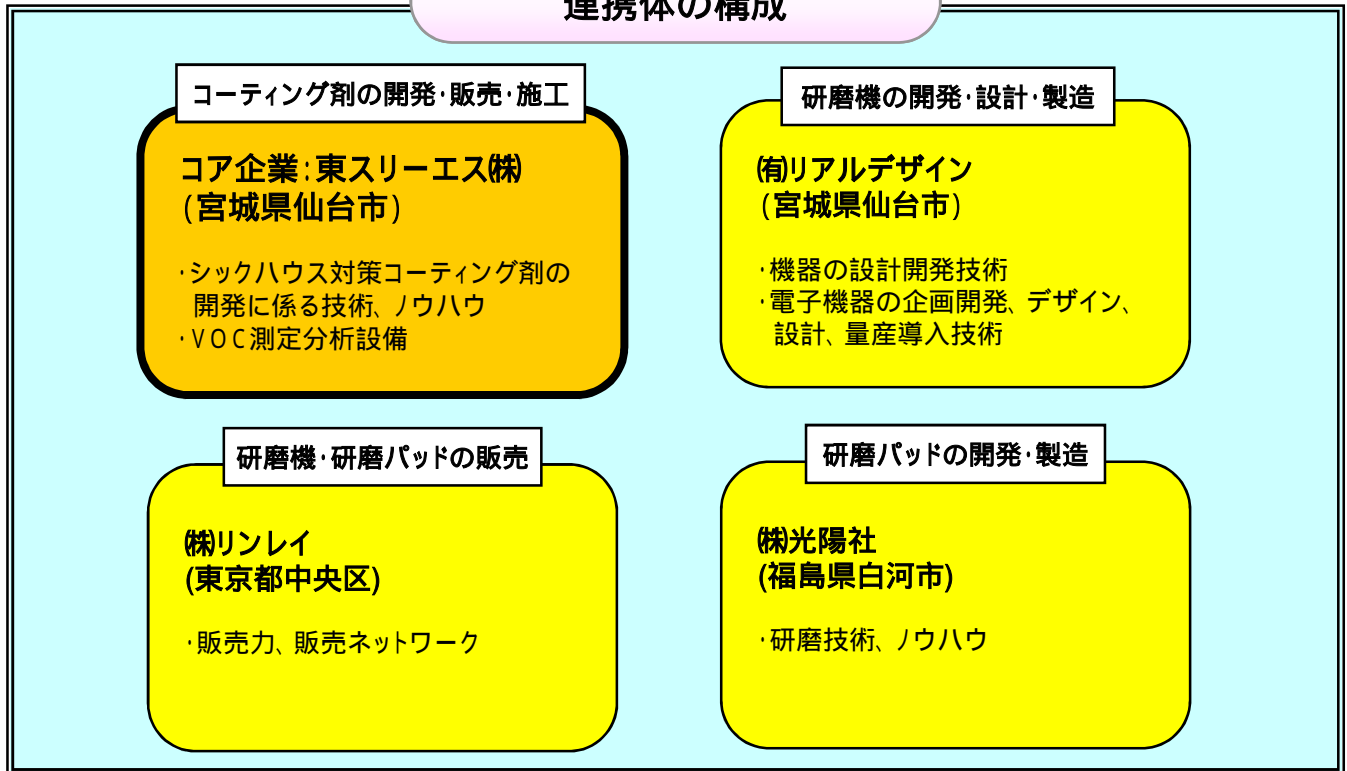 連携体の構成
コーティング剤の開発・販売・施工
コア企業:東スリーエス㈱
(宮城県仙台市)
・シックハウス対策コーティング剤の
開発に係る技術、ノウハウ
・VOC測定分析設備
研磨機の開発・設計・製造
㈲リアルデザイン
(宮城県仙台市)
・機器の設計開発技術
・電子機器の企画開発、デザイン、
設計、量産導入技術
研磨機・研磨パッドの販売
㈱リンレイ
(東京都中央区)
・販売力、販売ネットワーク
研磨パッドの開発・製造
㈱光陽社
(福島県白河市)
・研磨技術、ノウハウ